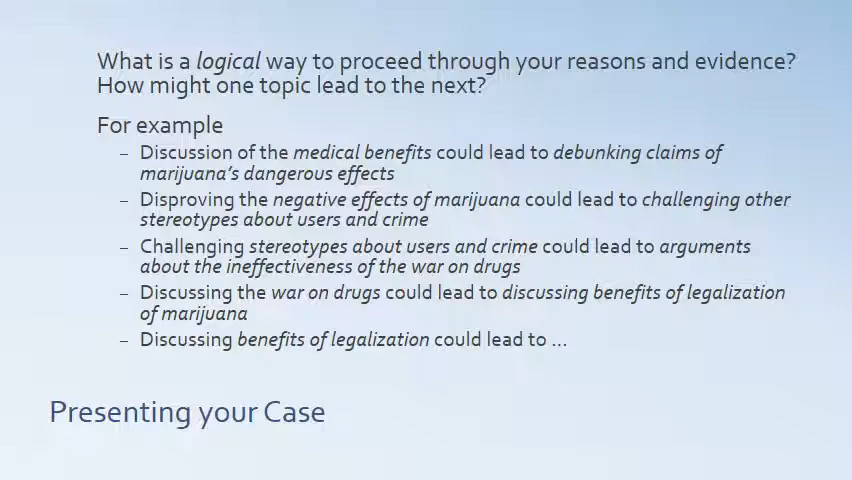 What is a logical way to proceed through your reasons and evidence?
How might one topic lead to the next?
For example
– Discussion of the medical benefits could lead to debunking claims of
marijuana's dangerous effects
– Disproving the negative effects of marijuana could lead to challenging other
stereotypes about users and crime
– Challenging stereotypes about users and crime could lead to arguments
about the ineffectiveness of the war on drugs
– Discussing the war on drugs could lead to discussing benefits of legalization
of marijuana
– Discussing benefits of legalization could lead to …
Presenting your Case